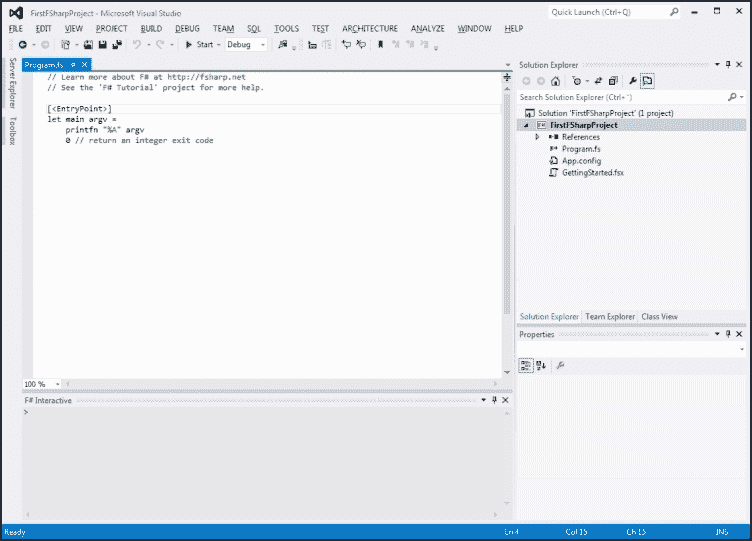 FirstFSharpProject - Microsoft Visual Studio
Quick Launch (Ctrl+Q)
FILE EDIT VIEW PROJECT BUILD DEBUG TEAM SQL TOOLS TEST ARCHITECTURE ANALYZE WINDOW HELP
Start Debug
Server Explorer
Toolbox
Program.fs
// Learn more about F# at http://fsharp.net
// See the 'F# Tutorial' project for more help.
[<EntryPoint>]
let main argv =
printfn "%A" argv
0 // return an integer exit code
100 %
F# Interactive
>
Solution Explorer
Search Solution Explorer (Ctrl+¨)
Solution 'FirstFSharpProject' (1 project)
FirstFSharpProject
References
Program.fs
App.config
GettingStarted.fsx
Solution Explorer Team Explorer Class View
Properties
Ready Ln 4 Col 15 Ch 15 INS